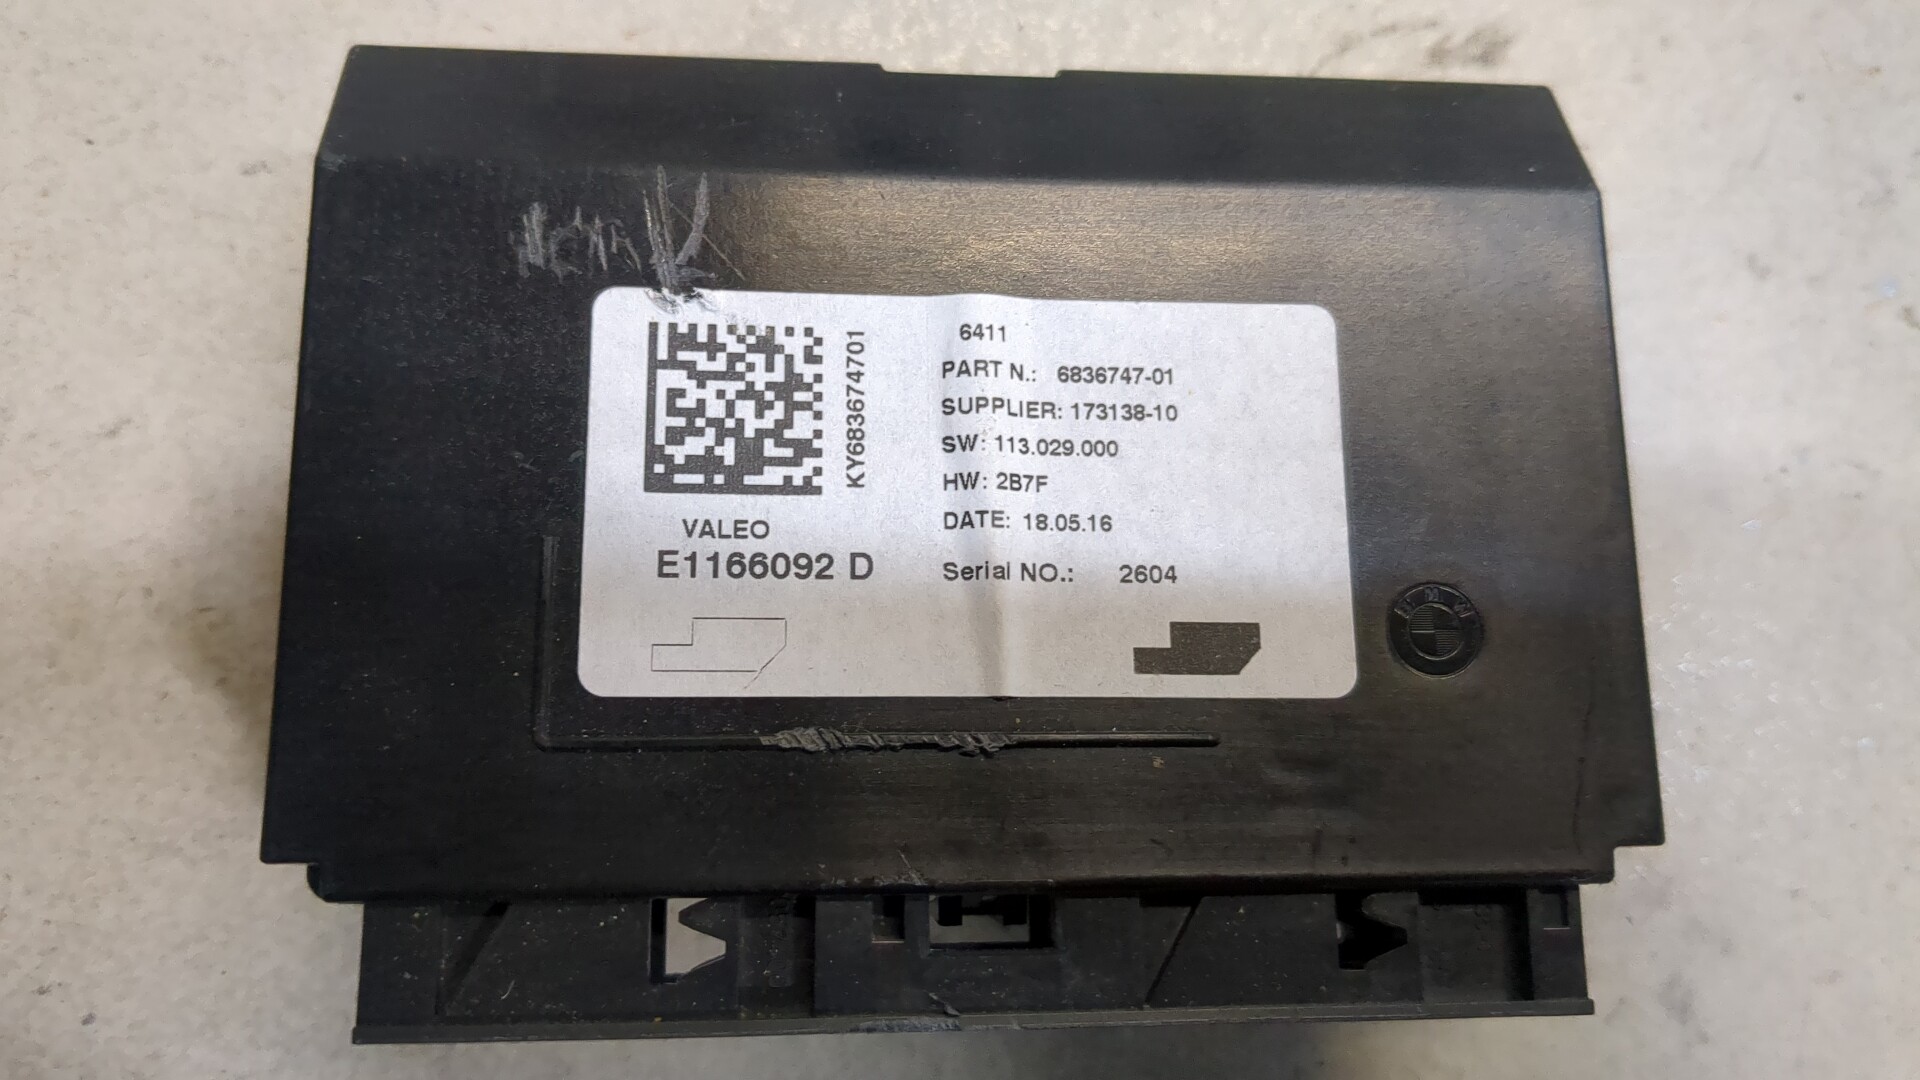 6411
PART N.: 6836747-01
SUPPLIER: 173138-10
SW: 113.029.000
HW: 2B7F
DATE: 18.05.16
Serial NO.: 2604
KY683674701
VALEO
E1166092 D
BMW